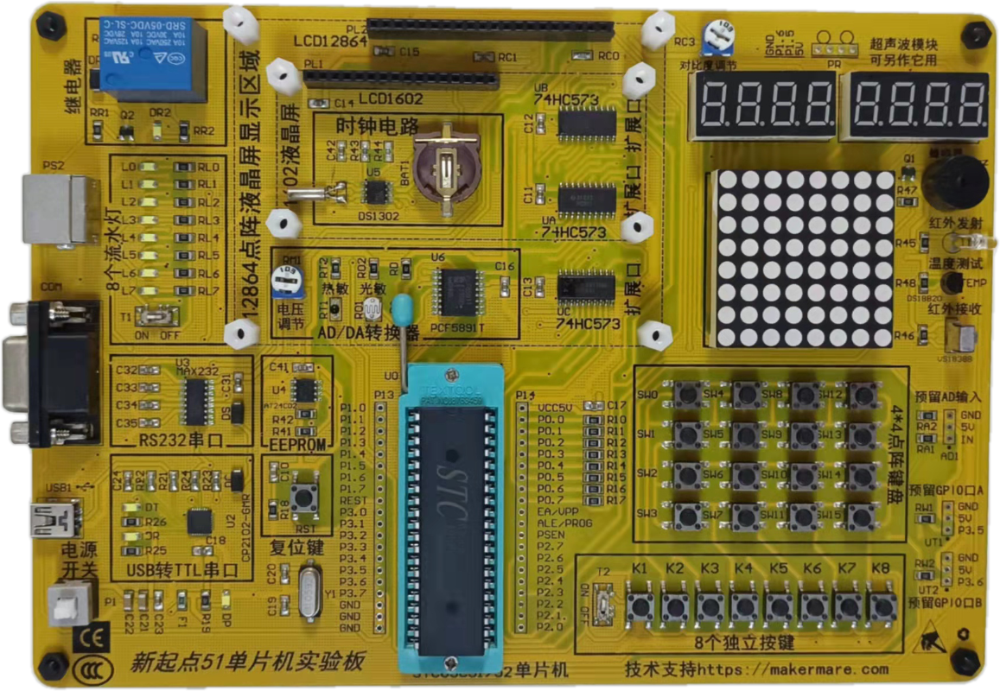 PL2
LCD12864
C15
RC1
RC0
PL1
LCD1602
C14
RC3
对比度调节
GND
P1.6
P1.5
5V
PR
超声波模块
可另作它用
SRD-05VDC-SL-C
10A 250VAC 10A 125VAC
10A 30VDC 10A 28VDC
继电器
RR1
Q2
DR2
RR2
12864点阵液晶屏显示区域
02液晶屏
时钟电路
C42
R43
R44
U5
DS1302
BAT1
UB
74HC573
C12
扩展口
C11
UA
74HC573
扩展口
C13
UC
74HC573
扩展口
PS2
L0
RL0
L1
RL1
L2
RL2
L3
RL3
L4
RL4
L5
RL5
L6
RL6
L7
RL7
8个流水灯
T1
ON OFF
RM1
103
电压
调节
RT2
RO2
RD
热敏
光敏
RT1
RO1
U6
C16
PCF5891T
AD/DA转换器
Q1
R47
红外发射
R45
温度测试
R48
TEMP
DS18B20
红外接收
R46
VS1838B
COM
C32
C33
C34
C35
U3
MAX232
C31
DS
RS232串口
C41
U4
A724C02
R42
R41
EEPROM
C24
RR2
R21
R24
R23
DC
DT
R26
DR
R25
U2
C18
CP2102-GMR
USB转TTL串口
USB1
电源
开关
C10
R18
RST
复位键
C20
C19
Y1
P1
C22
C21
C23
F1
R19
DP
U0
TEXTOOL
STC
P13
P1.0
P1.1
P1.2
P1.3
P1.4
P1.5
P1.6
P1.7
REST
P3.0
P3.1
P3.2
P3.3
P3.4
P3.5
P3.6
P3.7
GND
GND
GND
P14
VCC5V
C17
P0.0
R10
P0.1
R11
P0.2
R12
P0.3
R13
P0.4
R14
P0.5
R15
P0.6
R16
P0.7
R17
EA/VPP
ALE/PROG
PSEN
P2.7
P2.6
P2.5
P2.4
P2.3
P2.2
P2.1
P2.0
SW0
SW4
SW8
SW12
SW1
SW5
SW9
SW13
SW2
SW6
SW10
SW14
SW3
SW7
SW11
SW15
4*4点阵键盘
预留AD输入
GND
5V
IN
RA2
RA1
AD1
预留GPIO口A
RW1
GND
5V
P3.5
UT1
RW2
GND
5V
P3.6
UT2
预留GPIO口B
T2
ON
OFF
K1
K2
K3
K4
K5
K6
K7
K8
8个独立按键
CE
CCC
新起点51单片机实验板
单片机
技术支持https://makermare.com